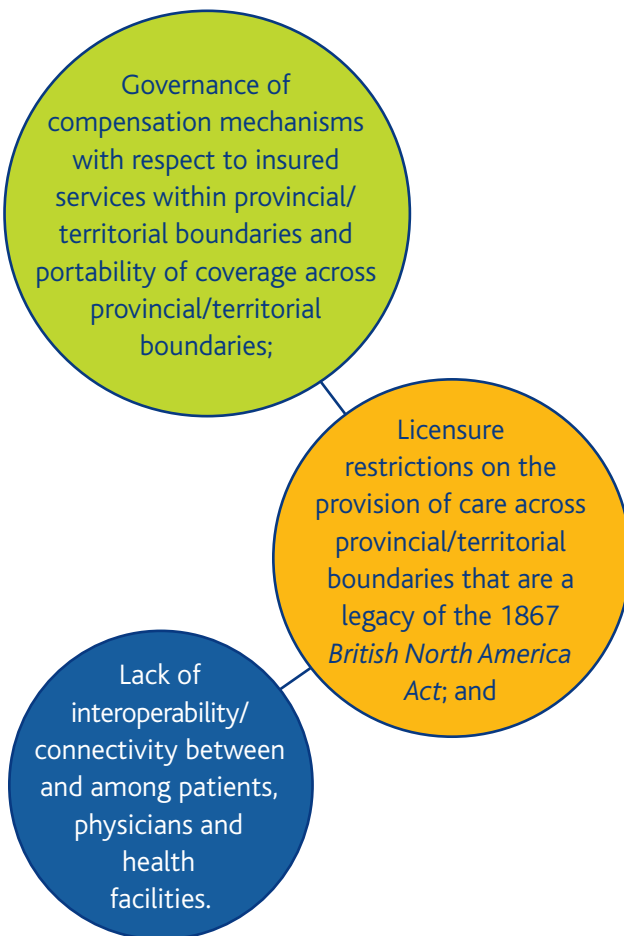 Governance of
compensation mechanisms
with respect to insured
services within provincial/
territorial boundaries and
portability of coverage across
provincial/territorial
boundaries;
Licensure
restrictions on the
provision of care across
provincial/territorial
boundaries that are a
legacy of the 1867
British North America
Act; and
Lack of
interoperability/
connectivity between
and among patients,
physicians and
health
facilities.